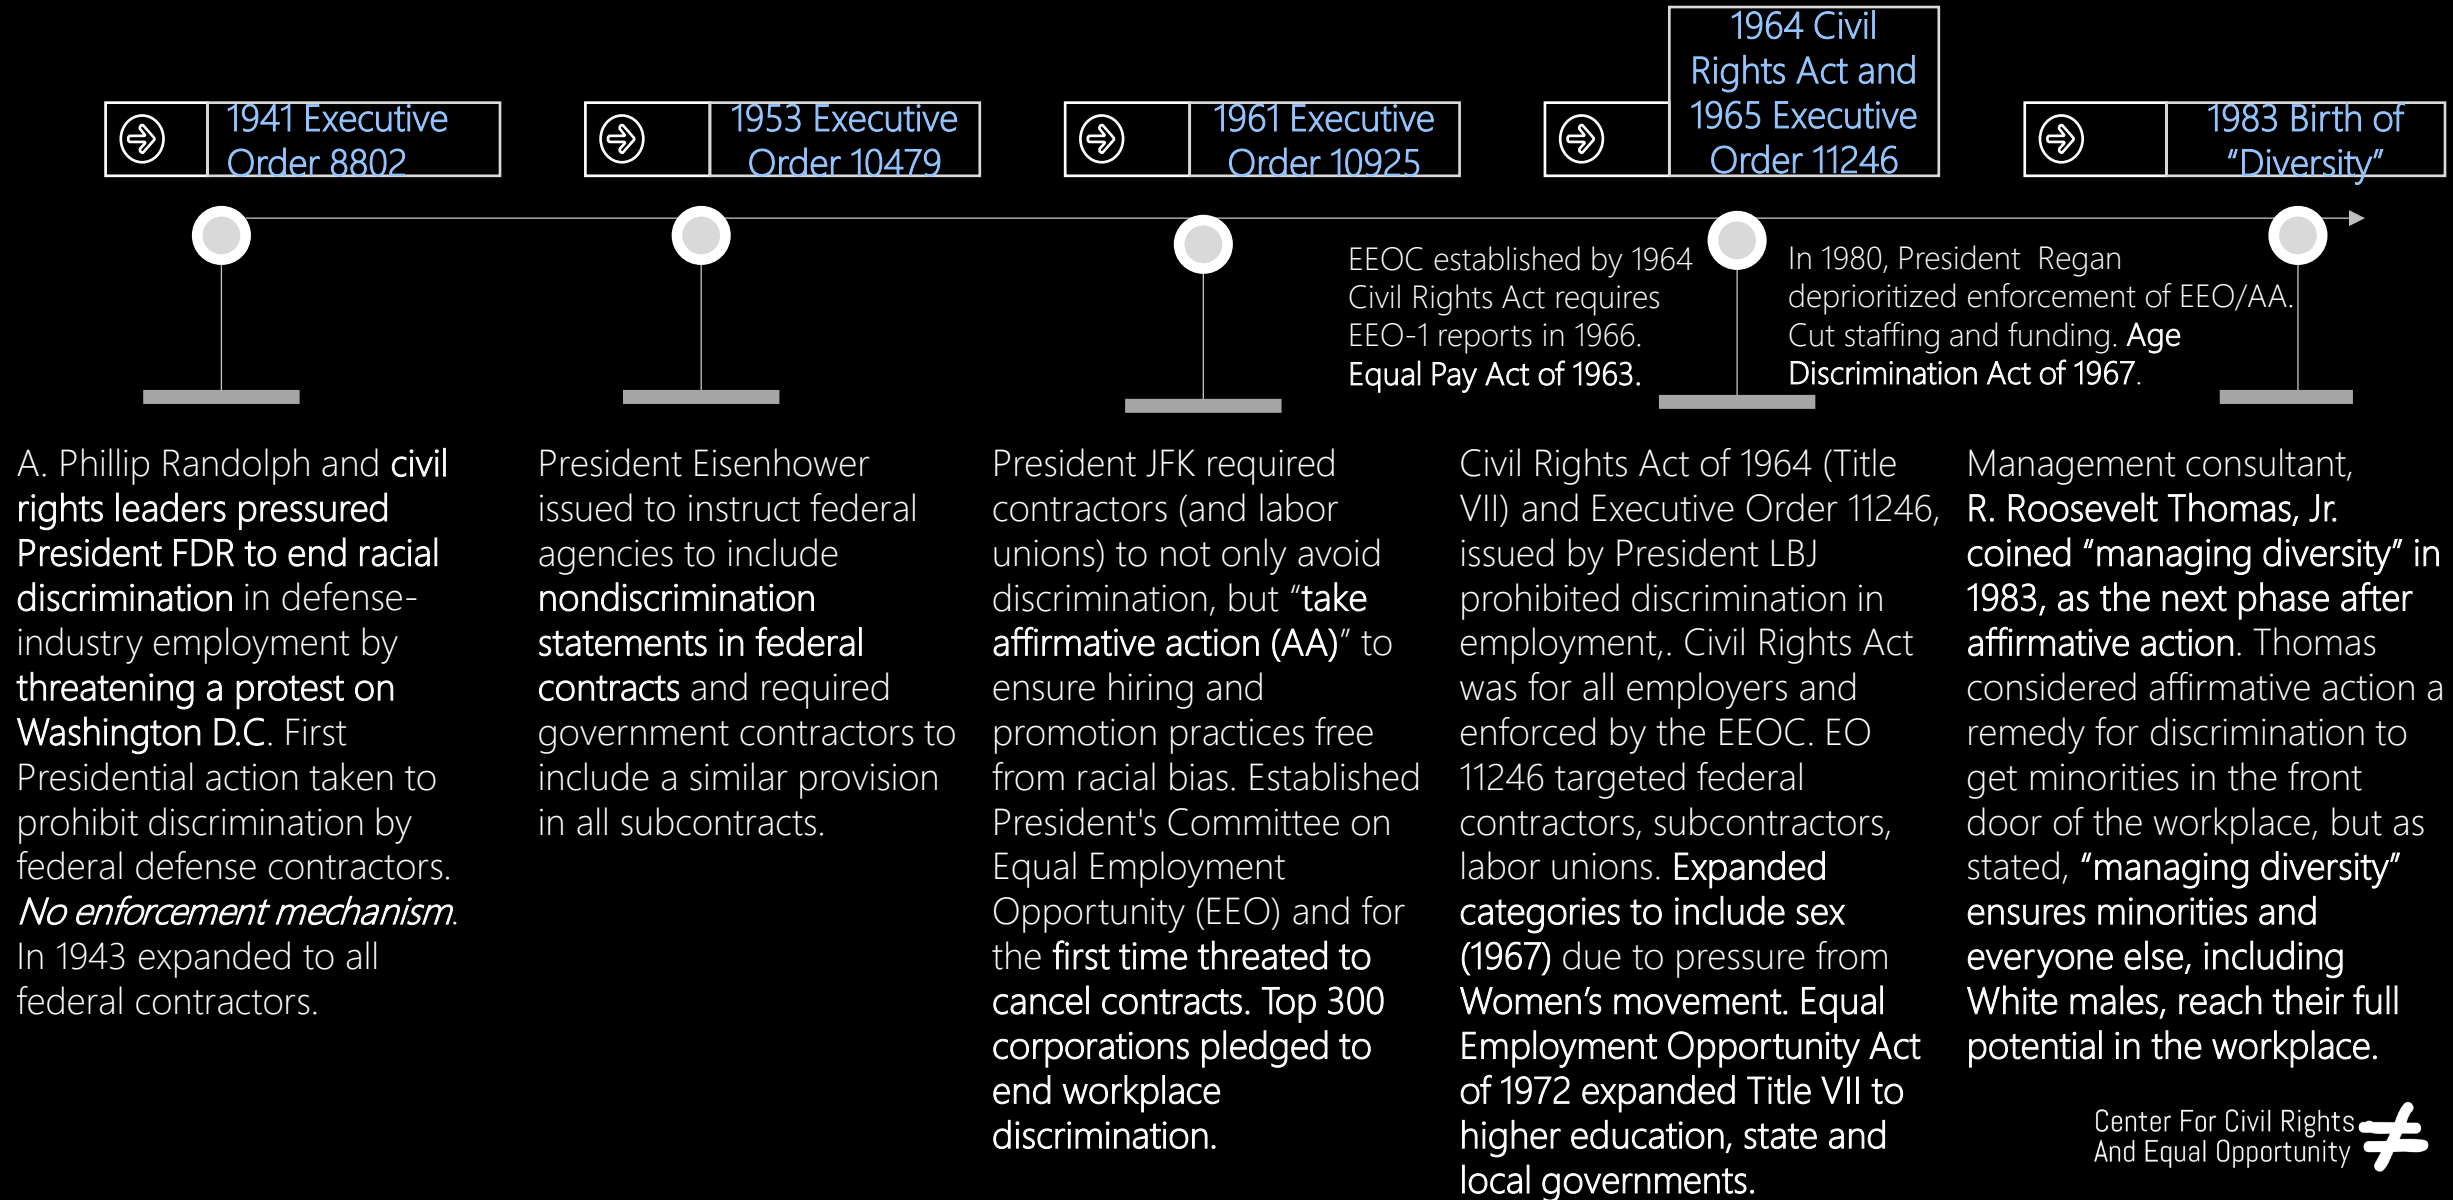 1941 Executive
Order 8802
1953 Executive
Order 10479
1961 Executive
Order 10925
1964 Civil
Rights Act and
1965 Executive
Order 11246
1983 Birth of
“Diversity”
EEOC established by 1964
Civil Rights Act requires
EEO-1 reports in 1966.
Equal Pay Act of 1963.
In 1980, President  Regan
deprioritized enforcement of EEO/AA.
Cut staffing and funding. Age
Discrimination Act of 1967.
A. Phillip Randolph and civil
rights leaders pressured
President FDR to end racial
discrimination in defense-
industry employment by
threatening a protest on
Washington D.C. First
Presidential action taken to
prohibit discrimination by
federal defense contractors.
No enforcement mechanism.
In 1943 expanded to all
federal contractors.
President Eisenhower
issued to instruct federal
agencies to include
nondiscrimination
statements in federal
contracts and required
government contractors to
include a similar provision
in all subcontracts.
President JFK required
contractors (and labor
unions) to not only avoid
discrimination, but “take
affirmative action (AA)” to
ensure hiring and
promotion practices free
from racial bias. Established
President's Committee on
Equal Employment
Opportunity (EEO) and for
the first time threated to
cancel contracts. Top 300
corporations pledged to
end workplace
discrimination.
Civil Rights Act of 1964 (Title
VII) and Executive Order 11246,
issued by President LBJ
prohibited discrimination in
employment,. Civil Rights Act
was for all employers and
enforced by the EEOC. EO
11246 targeted federal
contractors, subcontractors,
labor unions. Expanded
categories to include sex
(1967) due to pressure from
Women’s movement. Equal
Employment Opportunity Act
of 1972 expanded Title VII to
higher education, state and
local governments.
Management consultant,
R. Roosevelt Thomas, Jr.
coined “managing diversity” in
1983, as the next phase after
affirmative action. Thomas
considered affirmative action a
remedy for discrimination to
get minorities in the front
door of the workplace, but as
stated, “managing diversity”
ensures minorities and
everyone else, including
White males, reach their full
potential in the workplace.
Center For Civil Rights
And Equal Opportunity